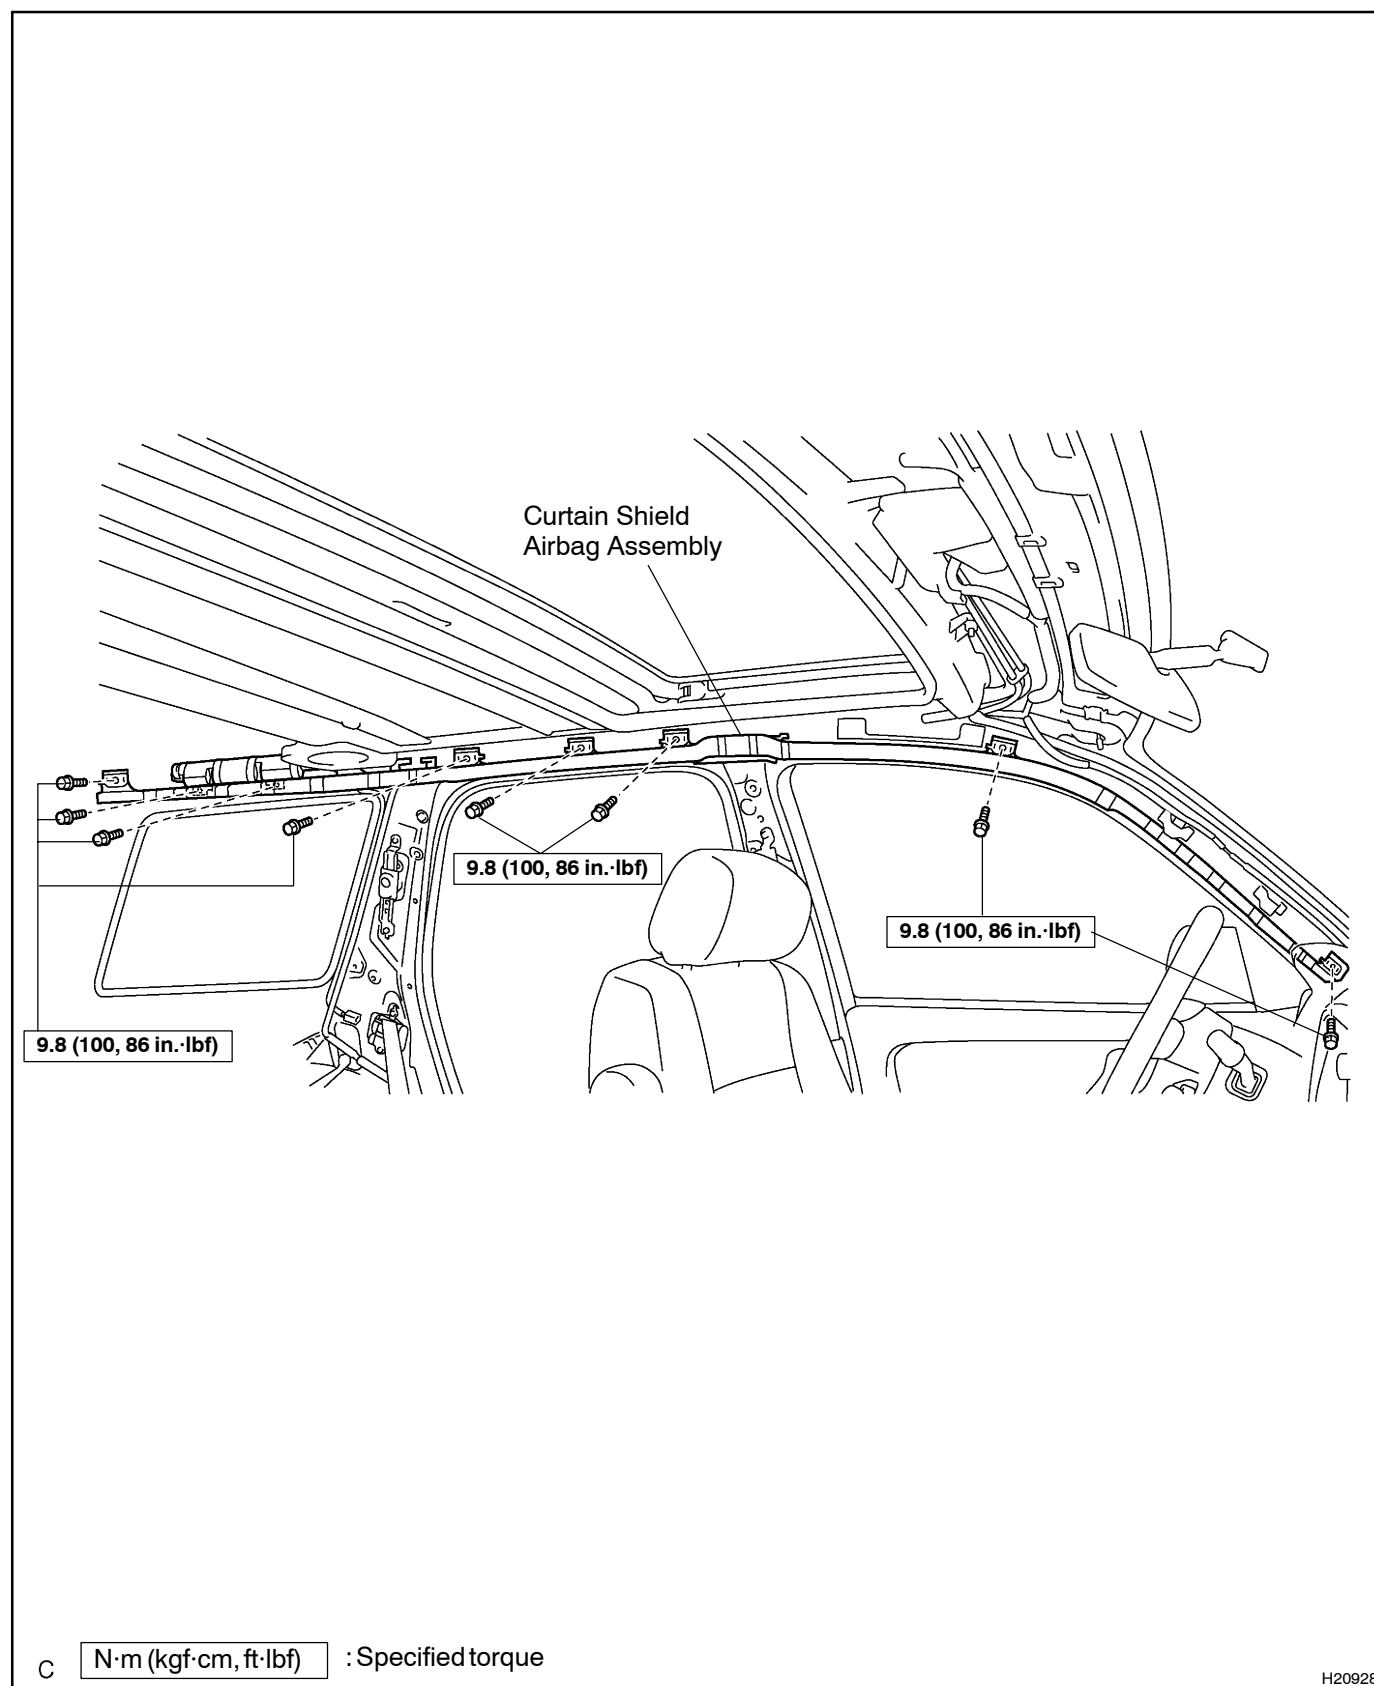 Curtain Shield
Airbag Assembly
9.8 (100, 86 in.·lbf)
9.8 (100, 86 in.·lbf)
9.8 (100, 86 in.·lbf)
C N·m (kgf·cm, ft·lbf) : Specified torque
H20928